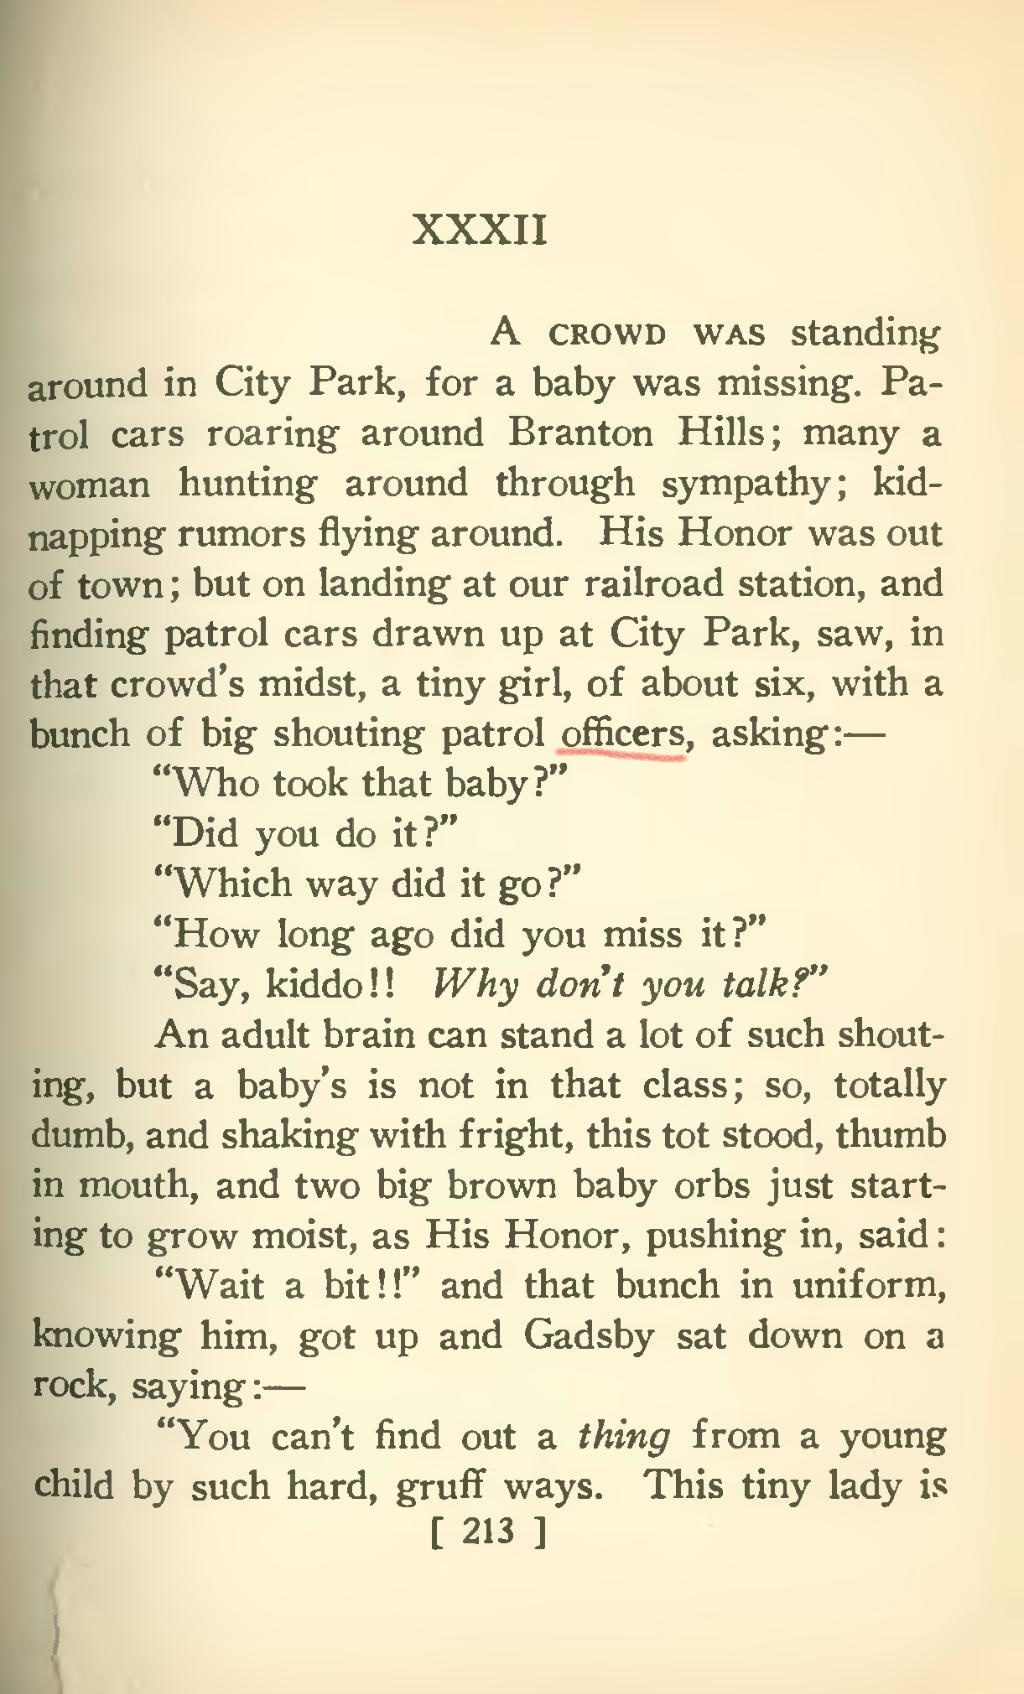 XXXII
A CROWD WAS standing
around in City Park, for a baby was missing. Pa-
trol cars roaring around Branton Hills; many a
woman hunting around through sympathy; kid-
napping rumors flying around. His Honor was out
of town; but on landing at our railroad station, and
finding patrol cars drawn up at City Park, saw, in
that crowd's midst, a tiny girl, of about six, with a
bunch of big shouting patrol officers, asking:—
"Who took that baby?"
"Did you do it?"
"Which way did it go?"
"How long ago did you miss it?"
"Say, kiddo!! Why don't you talk?"
An adult brain can stand a lot of such shout-
ing, but a baby's is not in that class; so, totally
dumb, and shaking with fright, this tot stood, thumb
in mouth, and two big brown baby orbs just start-
ing to grow moist, as His Honor, pushing in, said:
"Wait a bit!!" and that bunch in uniform,
knowing him, got up and Gadsby sat down on a
rock, saying:—
"You can't find out a thing from a young
child by such hard, gruff ways. This tiny lady is
[ 213 ]